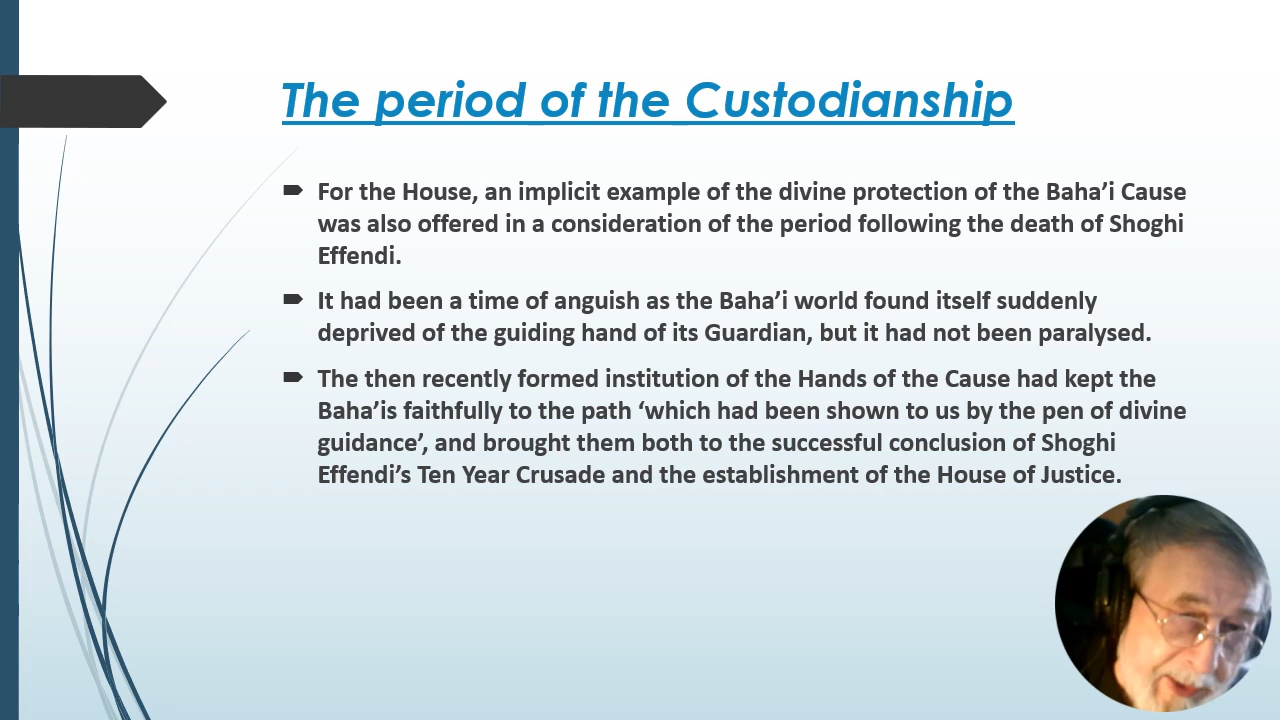 The period of the Custodianship
For the House, an implicit example of the divine protection of the Baha’i Cause
was also offered in a consideration of the period following the death of Shoghi
Effendi.
It had been a time of anguish as the Baha’i world found itself suddenly
deprived of the guiding hand of its Guardian, but it had not been paralysed.
The then recently formed institution of the Hands of the Cause had kept the
Baha’is faithfully to the path ‘which had been shown to us by the pen of divine
guidance’, and brought them both to the successful conclusion of Shoghi
Effendi’s Ten Year Crusade and the establishment of the House of Justice.